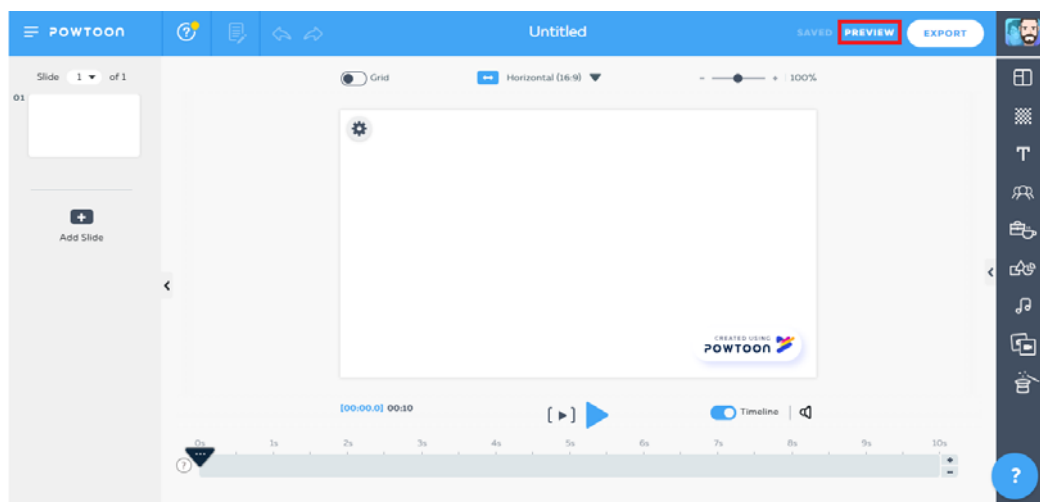 POWTOON
Untitled
SAVED
PREVIEW
EXPORT
Slide 1 of 1
01
Add Slide
Grid
Horizontal (16:9)
- + 100%
CREATED USING
POWTOON
[00:00.0] 00:10
Timeline
0s 1s 2s 3s 4s 5s 6s 7s 8s 9s 10s
?
+
-
?